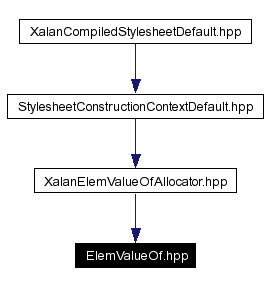 XalanCompiledStylesheetDefault.hpp
StylesheetConstructionContextDefault.hpp
XalanElemValueOfAllocator.hpp
ElemValueOf.hpp